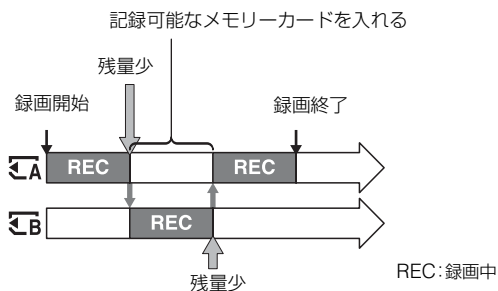 記録可能なメモリーカードを入れる
残量少
録画開始
録画終了
A REC REC
B REC
残量少
REC:録画中